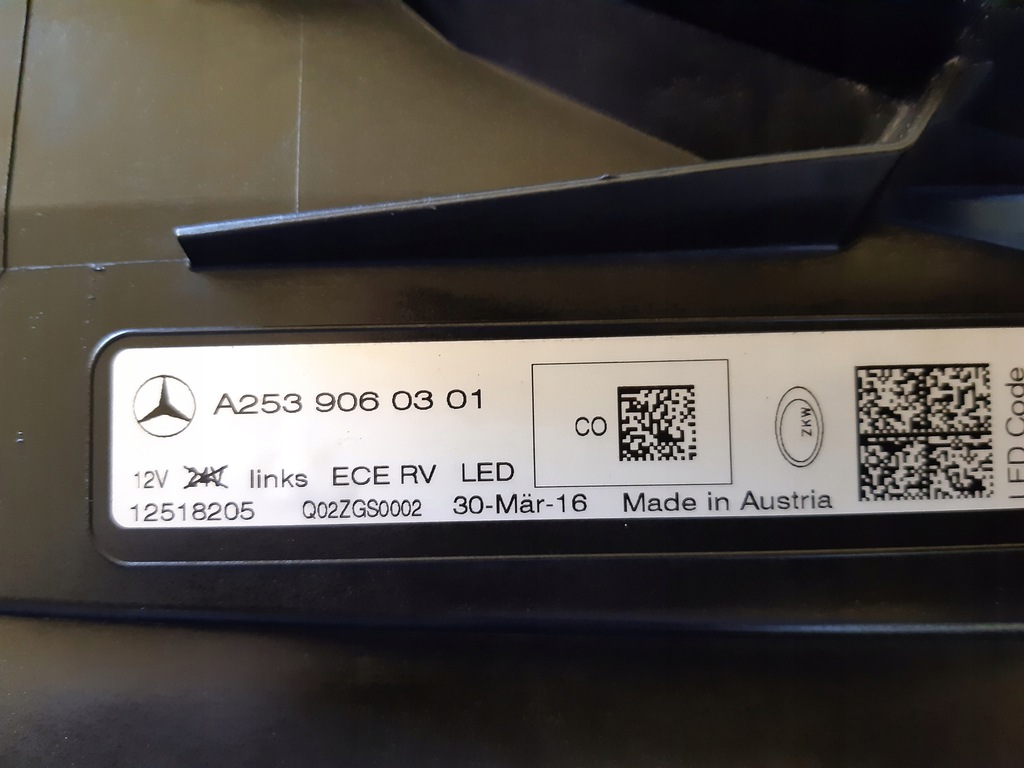 A253 906 03 01
CO
ZKW
12V 24V links ECE RV LED
12518205 Q02ZGS0002 30-Mär-16 Made in Austria
LED Code